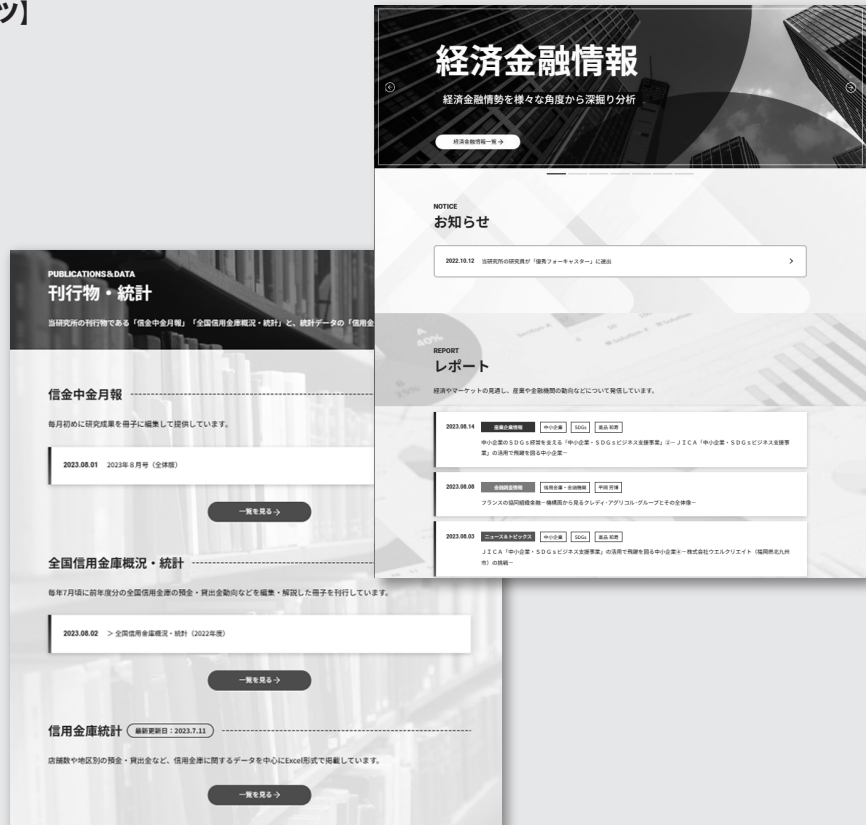 ツ】
経済金融情報
経済金融情勢を様々な角度から深掘り分析
経済金融情報一覧→
NOTICE
お知らせ
2022.10.12 当研究所の研究員が「優秀フォーキャスター」に選出
REPORT
レポート
経済やマーケットの見通し、産業や金融機関の動向などについて発信しています。
2023.08.14 産業企業情報 中小企業 SDGs 藁品 和寿
中小企業のSDGs経営を支える「中小企業・SDGsビジネス支援事業」②－JICA「中小企業・SDGsビジネス支援事
業」の活用で飛躍を図る中小企業－
2023.08.08 金融調査情報 信用金庫・金融機関 平岡 芳博
フランスの協同組織金融－機構面から見るクレディ・アグリコル・グループとその全体像－
2023.08.03 ニュース&トピックス 中小企業 SDGs 藁品 和寿
JICA「中小企業・SDGsビジネス支援事業」の活用で飛躍を図る中小企業④－株式会社ウエルクリエイト（福岡県北九州
市）の挑戦－
PUBLICATIONS&DATA
刊行物・統計
当研究所の刊行物である「信金中金月報」「全国信用金庫概況・統計」と、統計データの「信用金
信金中金月報
毎月初めに研究成果を冊子に編集して提供しています。
2023.08.01 2023年8月号（全体版）
一覧を見る→
全国信用金庫概況・統計
毎年7月頃に前年度分の全国信用金庫の預金・貸出金動向などを編集・解説した冊子を刊行しています。
2023.08.02 ＞全国信用金庫概況・統計（2022年度）
一覧を見る→
信用金庫統計 最新更新日：2023.7.11
店舗数や地区別の預金・貸出金など、信用金庫に関するデータを中心にExcel形式で掲載しています。
一覧を見る→